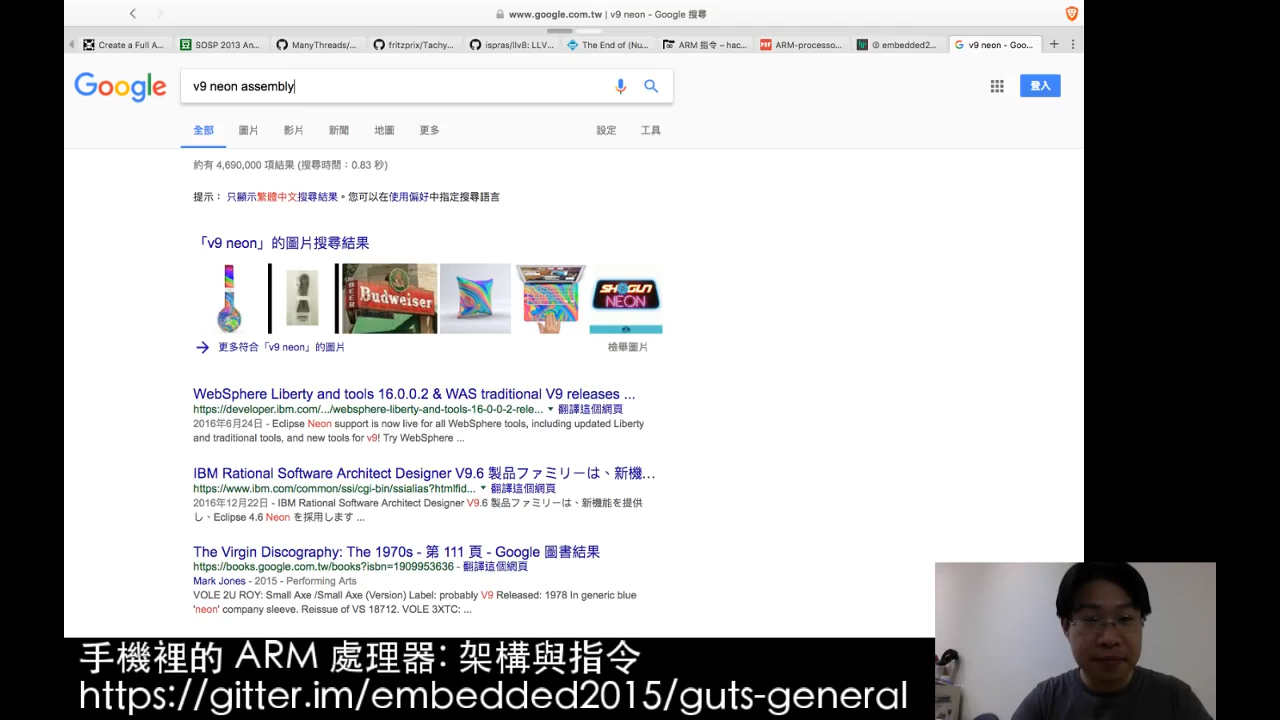 www.google.com.tw | v9 neon - Google 搜尋
Create a Full A...
SOSP 2013 An...
ManyThreads/...
fritzprix/Tachy...
ispras/llv8: LLV...
The End of (Nu...
ARM 指令 – hac...
ARM-processo...
embedded2...
v9 neon - Goo...
Google
v9 neon assembly
登入
全部 圖片 影片 新聞 地圖 更多 設定 工具
約有 4,690,000 項結果 (搜尋時間：0.83 秒)
提示： 只顯示繁體中文搜尋結果。您可以在使用偏好中指定搜尋語言
「v9 neon」的圖片搜尋結果
BEER
Budweiser
SHOGUN
NEON
更多符合「v9 neon」的圖片
檢舉圖片
WebSphere Liberty and tools 16.0.0.2 & WAS traditional V9 releases ...
https://developer.ibm.com/.../websphere-liberty-and-tools-16-0-0-2-rele... ▼ 翻譯這個網頁
2016年6月24日 - Eclipse Neon support is now live for all WebSphere tools, including updated Liberty
and traditional tools, and new tools for v9! Try WebSphere ...
IBM Rational Software Architect Designer V9.6 製品ファミリーは、新機...
https://www.ibm.com/common/ssi/cgi-bin/ssialias?htmlfid... ▼ 翻譯這個網頁
2016年12月22日 - IBM Rational Software Architect Designer V9.6 製品ファミリーは、新機能を提供
し、Eclipse 4.6 Neon を採用します ...
The Virgin Discography: The 1970s - 第 111 頁 - Google 圖書結果
https://books.google.com.tw/books?isbn=1909953636 - 翻譯這個網頁
Mark Jones - 2015 - Performing Arts
VOLE 2U ROY: Small Axe /Small Axe (Version) Label: probably V9 Released: 1978 In generic blue
'neon' company sleeve. Reissue of VS 18712. VOLE 3XTC: ...
手機裡的 ARM 處理器: 架構與指令
https://gitter.im/embedded2015/guts-general